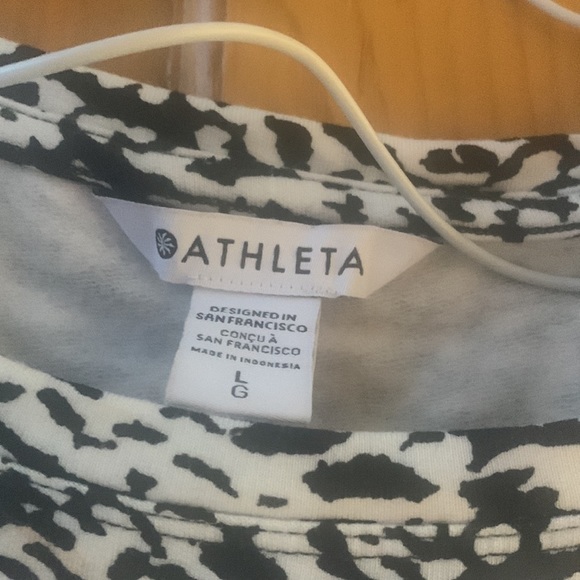 ATHLETA
DESIGNED IN
SAN FRANCISCO
CONÇU À
SAN FRANCISCO
MADE IN INDONESIA
L
G